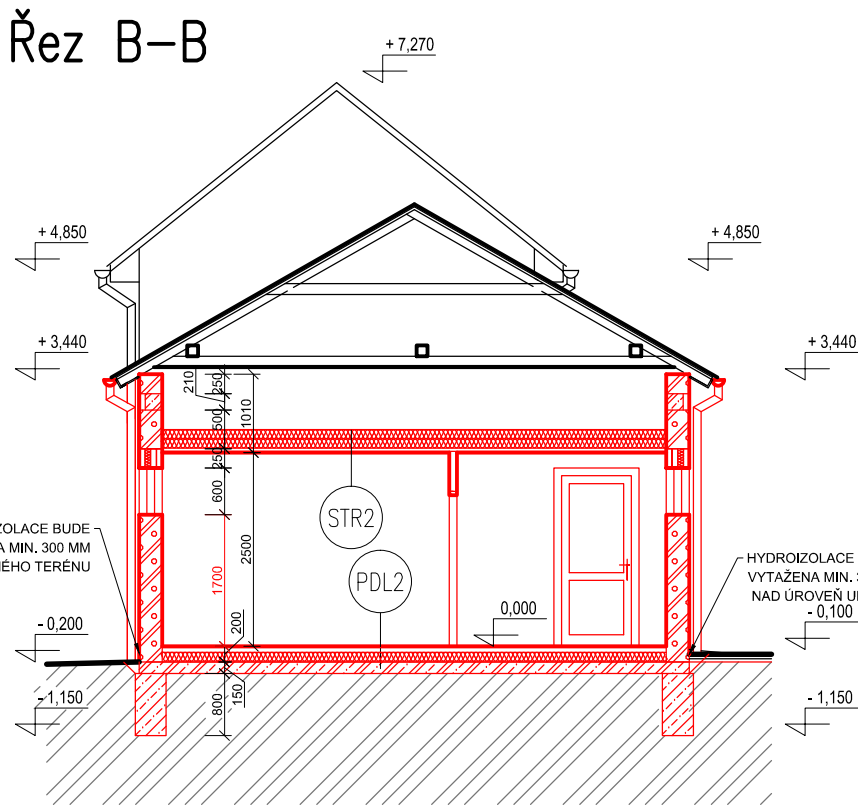 Řez B–B
+ 7,270
+ 4,850
+ 4,850
+ 3,440
+ 3,440
210
250
500
1010
250
600
STR2
2500
1700
PDL2
ZOLACE BUDE
A MIN. 300 MM
NÉHO TERÉNU
HYDROIZOLACE
VYTAŽENA MIN. 3
NAD ÚROVEŇ U
0,000
200
- 0,200
- 0,100
150
800
- 1,150
- 1,150